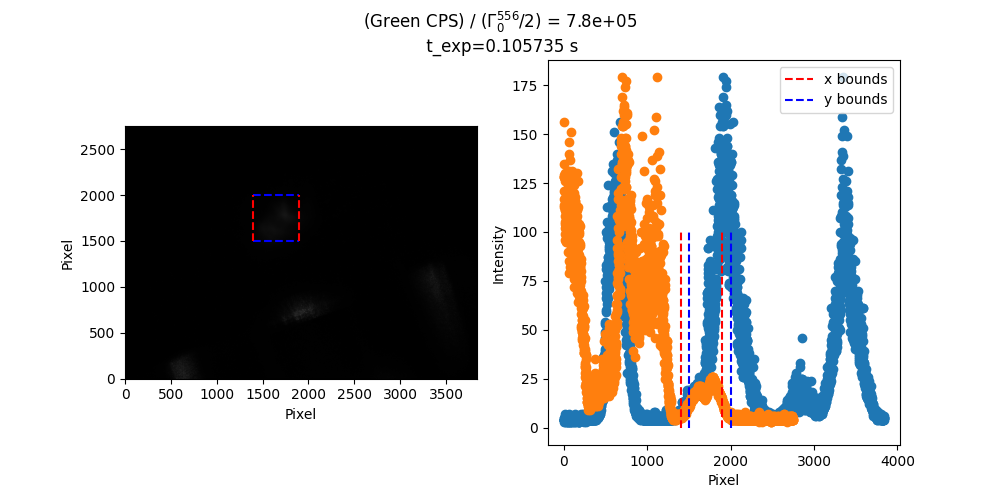 (Green CPS) / (Γ₀⁵⁵⁶/2) = 7.8e+05
t_exp=0.105735 s
2500
2000
1500
1000
500
0
Pixel
0 500 1000 1500 2000 2500 3000 3500
Pixel
175
150
125
100
75
50
25
0
Intensity
x bounds
y bounds
0 1000 2000 3000 4000
Pixel